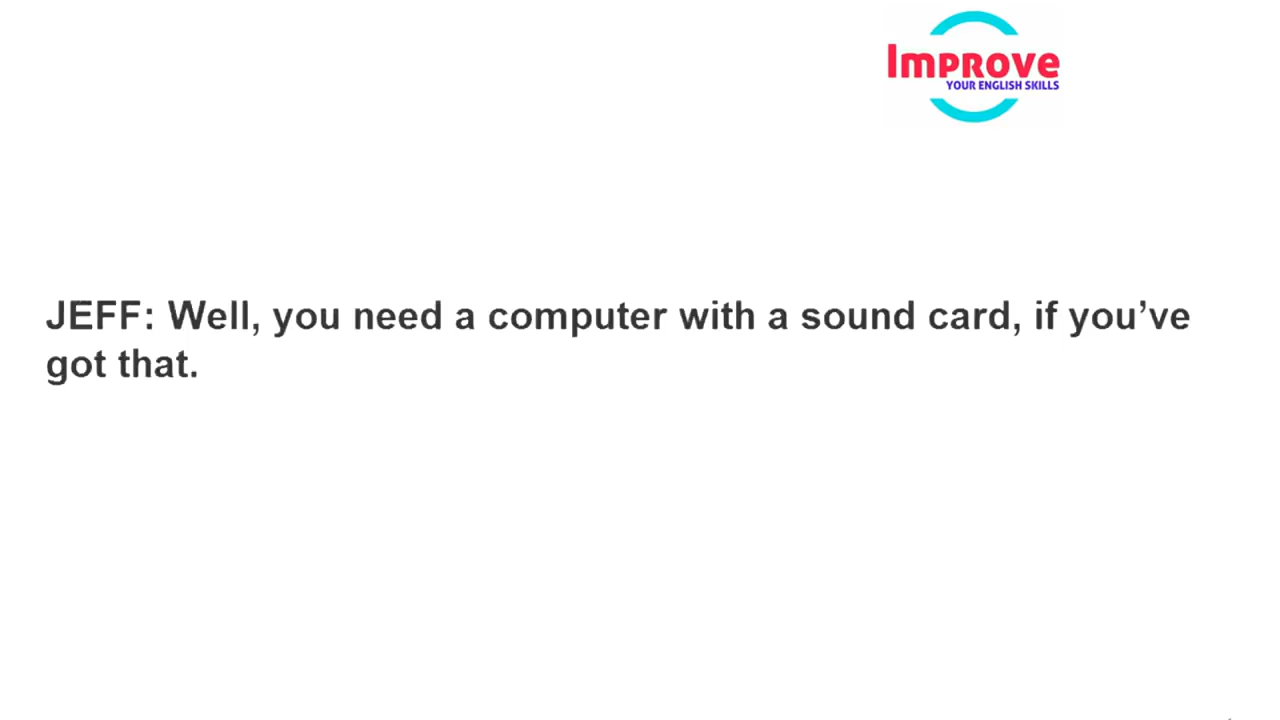 Improve
YOUR ENGLISH SKILLS
JEFF: Well, you need a computer with a sound card, if you’ve
got that.